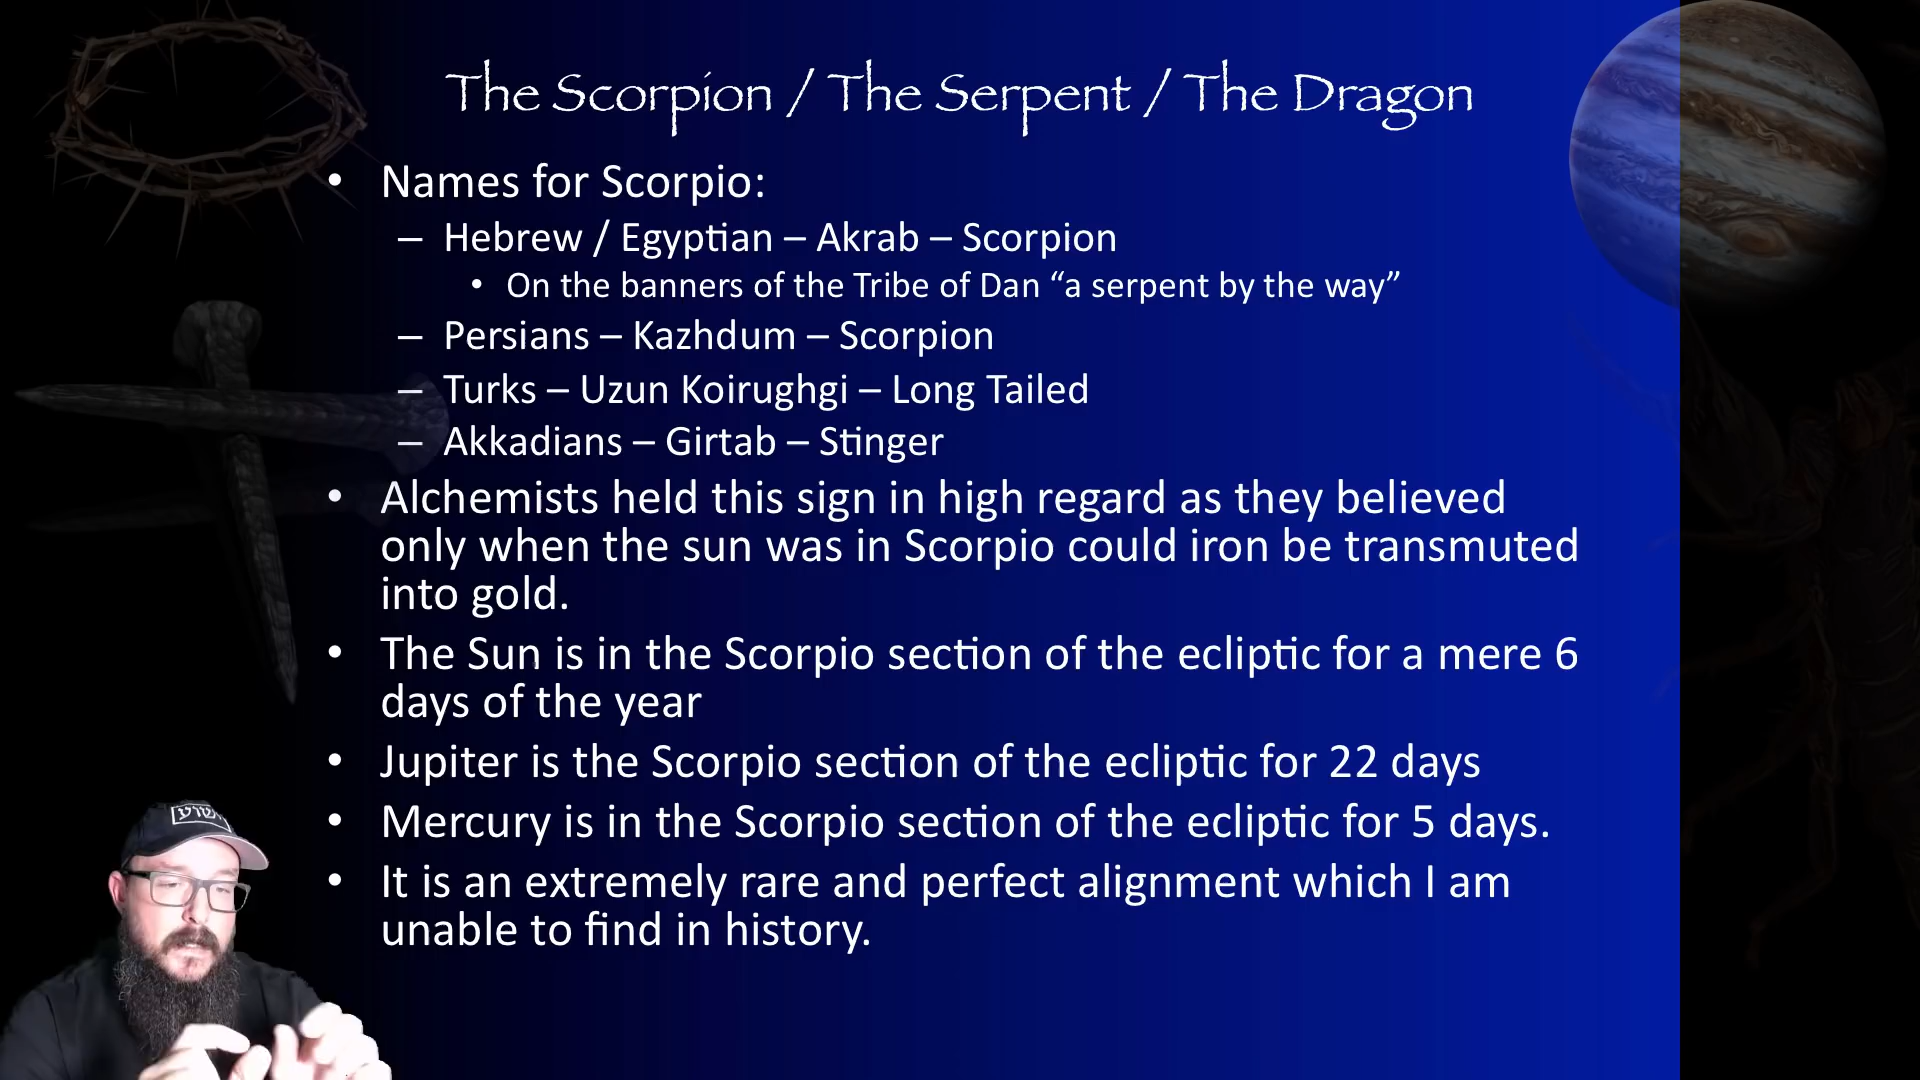 The Scorpion / The Serpent / The Dragon
• Names for Scorpio:
– Hebrew / Egyptian – Akrab – Scorpion
• On the banners of the Tribe of Dan “a serpent by the way”
– Persians – Kazhdum – Scorpion
– Turks – Uzun Koirughgi – Long Tailed
– Akkadians – Girtab – Stinger
• Alchemists held this sign in high regard as they believed
only when the sun was in Scorpio could iron be transmuted
into gold.
• The Sun is in the Scorpio section of the ecliptic for a mere 6
days of the year
• Jupiter is the Scorpio section of the ecliptic for 22 days
• Mercury is in the Scorpio section of the ecliptic for 5 days.
• It is an extremely rare and perfect alignment which I am
unable to find in history.
ישוע